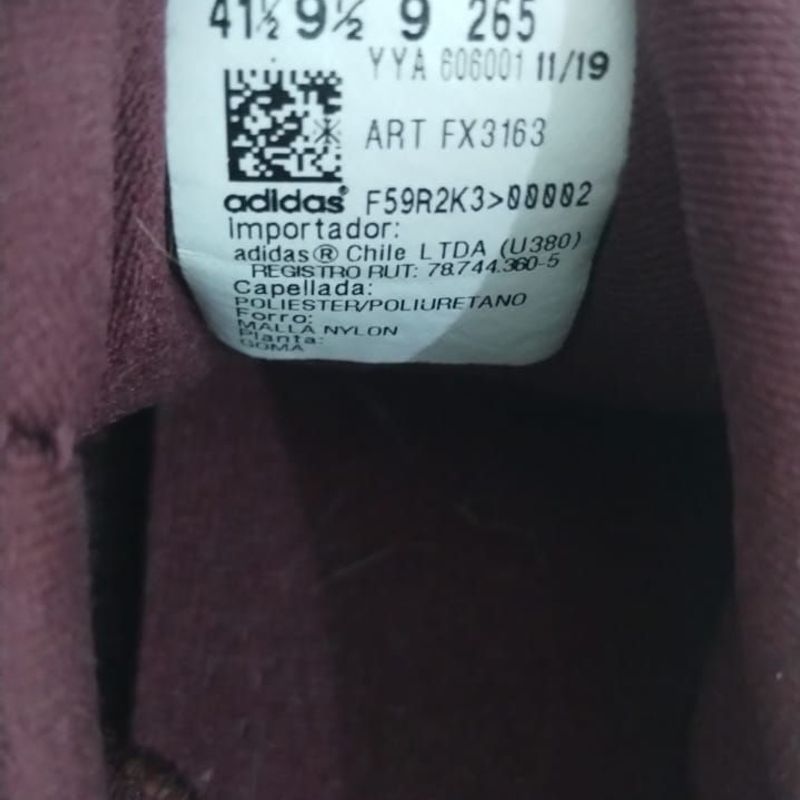 41½ 9½ 9 265
YYA 606001 11/19
ART FX3163
adidas® F59R2K3>00002
Importador:
adidas® Chile LTDA (U380)
REGISTRO RUT: 78.744.360-5
Capellada:
POLIESTER/POLIURETANO
Forro:
MALLA NYLON
Planta:
GOMA